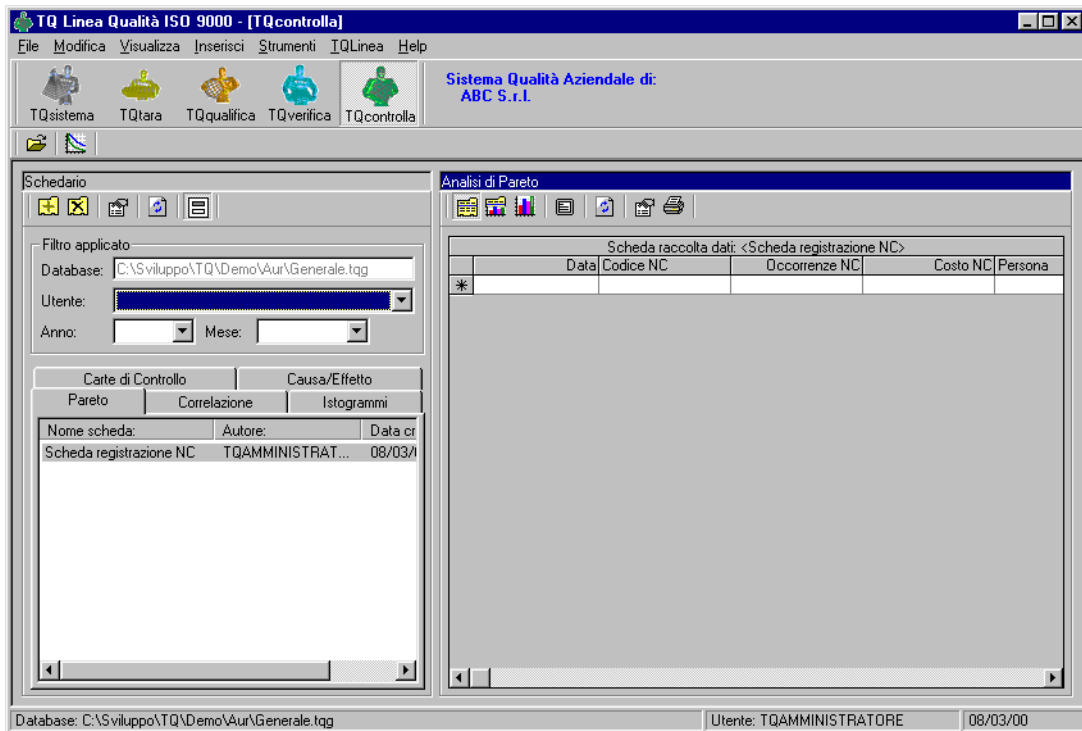 TQ Linea Qualità ISO 9000 - [TQcontrolla]
File Modifica Visualizza Inserisci Strumenti TQLinea Help
Sistema Qualità Aziendale di:
ABC S.r.l.
TQsistema TQtara TQqualifica TQverifica TQcontrolla
Schedario
Filtro applicato
Database: C:\Sviluppo\TQ\Demo\Aur\Generale.tqg
Utente:
Anno: Mese:
Carte di Controllo Causa/Effetto
Pareto Correlazione Istogrammi
Nome scheda: Autore: Data cr
Scheda registrazione NC TQAMMINISTRAT... 08/03/
Analisi di Pareto
Scheda raccolta dati: <Scheda registrazione NC>
Data Codice NC Occorrenze NC Costo NC Persona
Database: C:\Sviluppo\TQ\Demo\Aur\Generale.tqg Utente: TQAMMINISTRATORE 08/03/00